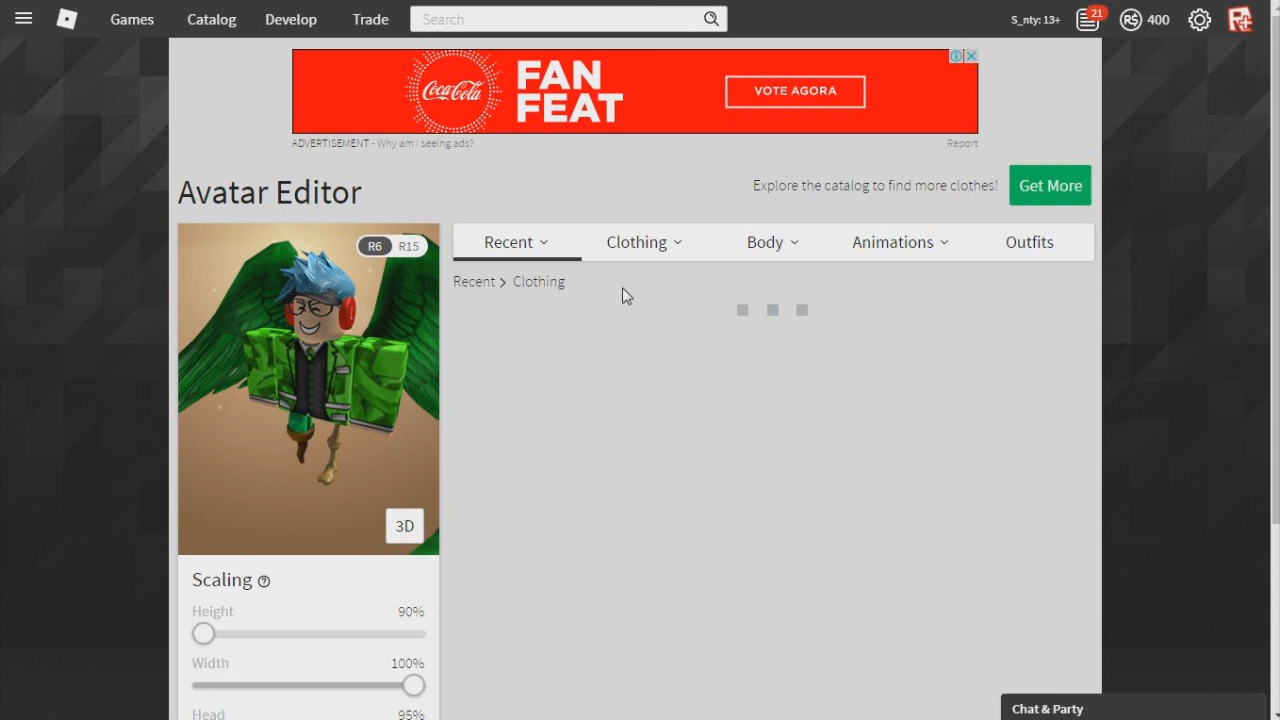 Games
Catalog
Develop
Trade
Search
S_nty: 13+
21
R$ 400
Coca-Cola
FAN
FEAT
VOTE AGORA
ADVERTISEMENT - Why am I seeing ads?
Report
Avatar Editor
Explore the catalog to find more clothes!
Get More
R6
R15
Recent
Clothing
Body
Animations
Outfits
Recent > Clothing
3D
Scaling
Height
90%
Width
100%
Head
95%
Chat & Party